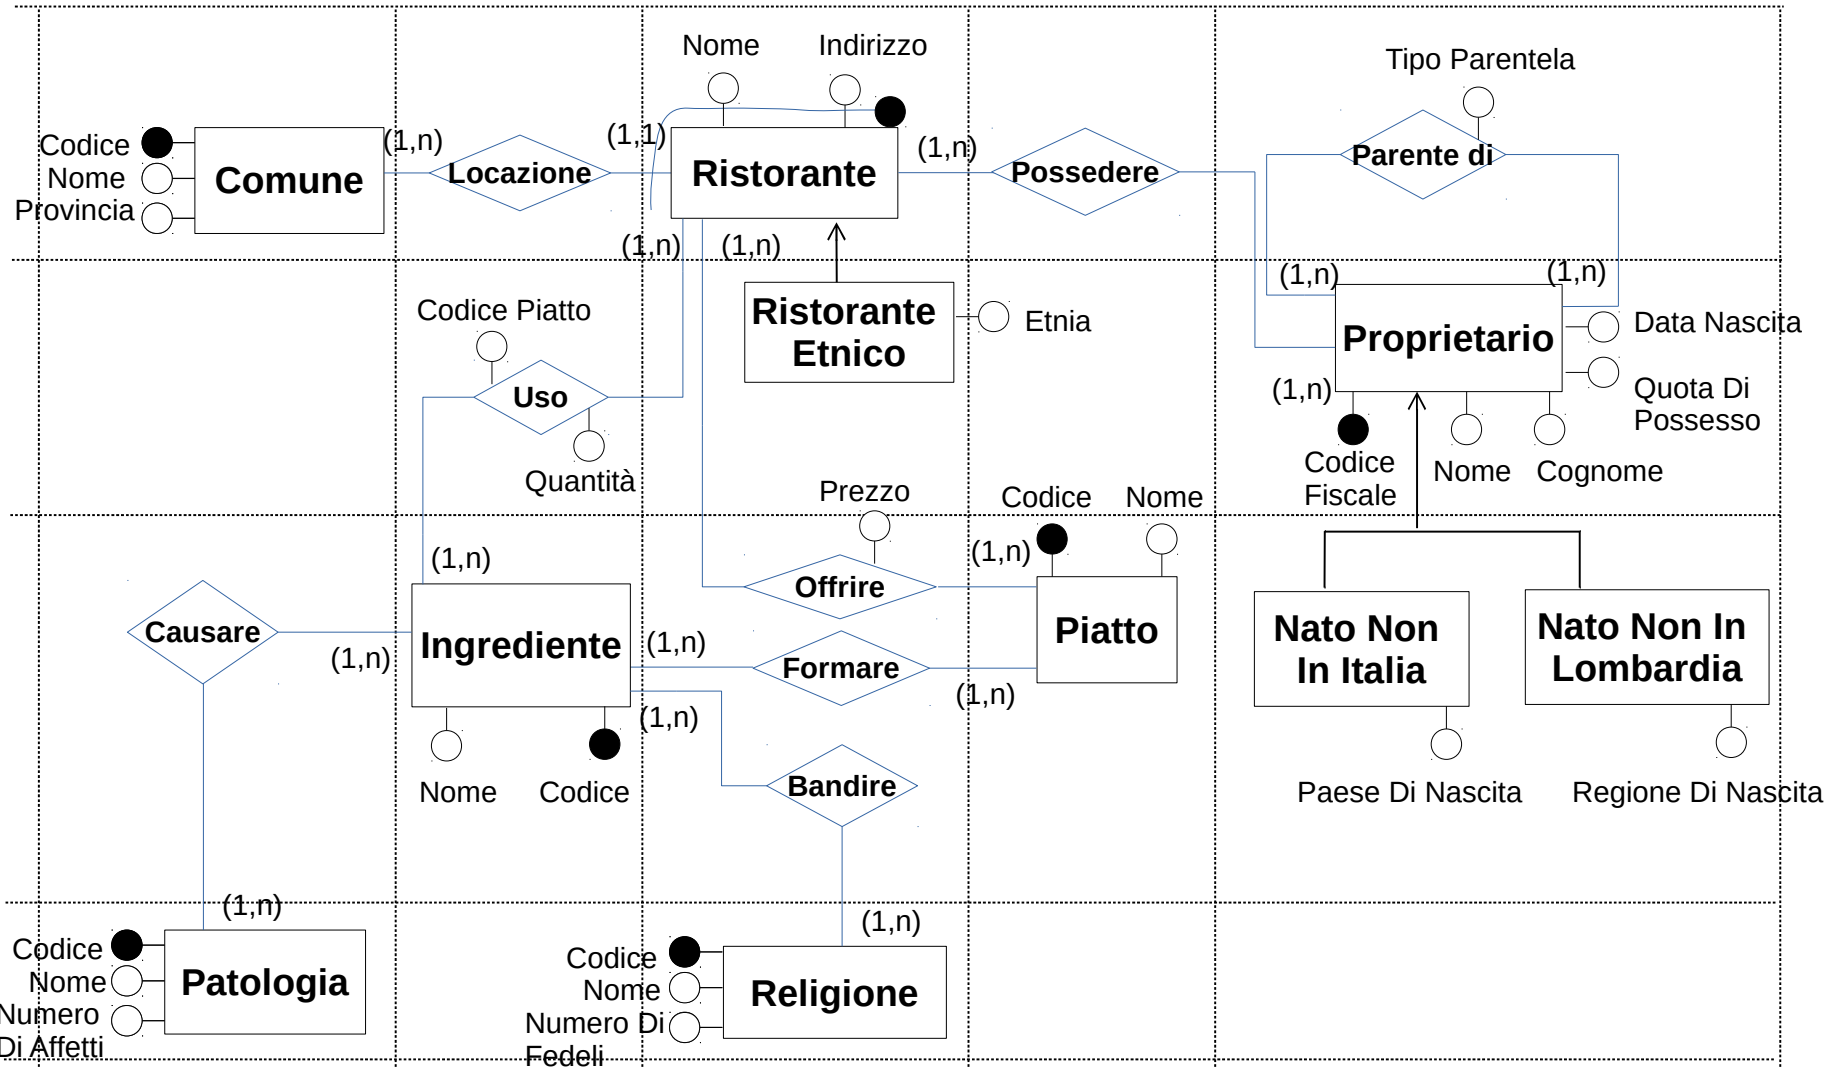 Nome
Indirizzo
Tipo Parentela
Codice
Nome
Provincia
Comune
(1,n)
Locazione
(1,1)
Ristorante
(1,n)
Possedere
Parente di
(1,n)
(1,n)
(1,n)
(1,n)
Codice Piatto
Ristorante
Etnico
Etnia
Proprietario
Data Nascita
Uso
(1,n)
Quota Di
Possesso
Quantità
Codice
Fiscale
Nome
Cognome
Prezzo
Codice
Nome
(1,n)
(1,n)
Offrire
Causare
(1,n)
Ingrediente
(1,n)
Formare
(1,n)
Piatto
Nato Non
In Italia
Nato Non In
Lombardia
(1,n)
Nome
Codice
Bandire
Paese Di Nascita
Regione Di Nascita
(1,n)
(1,n)
Codice
Nome
Numero
Di Affetti
Patologia
Codice
Nome
Numero Di
Fedeli
Religione